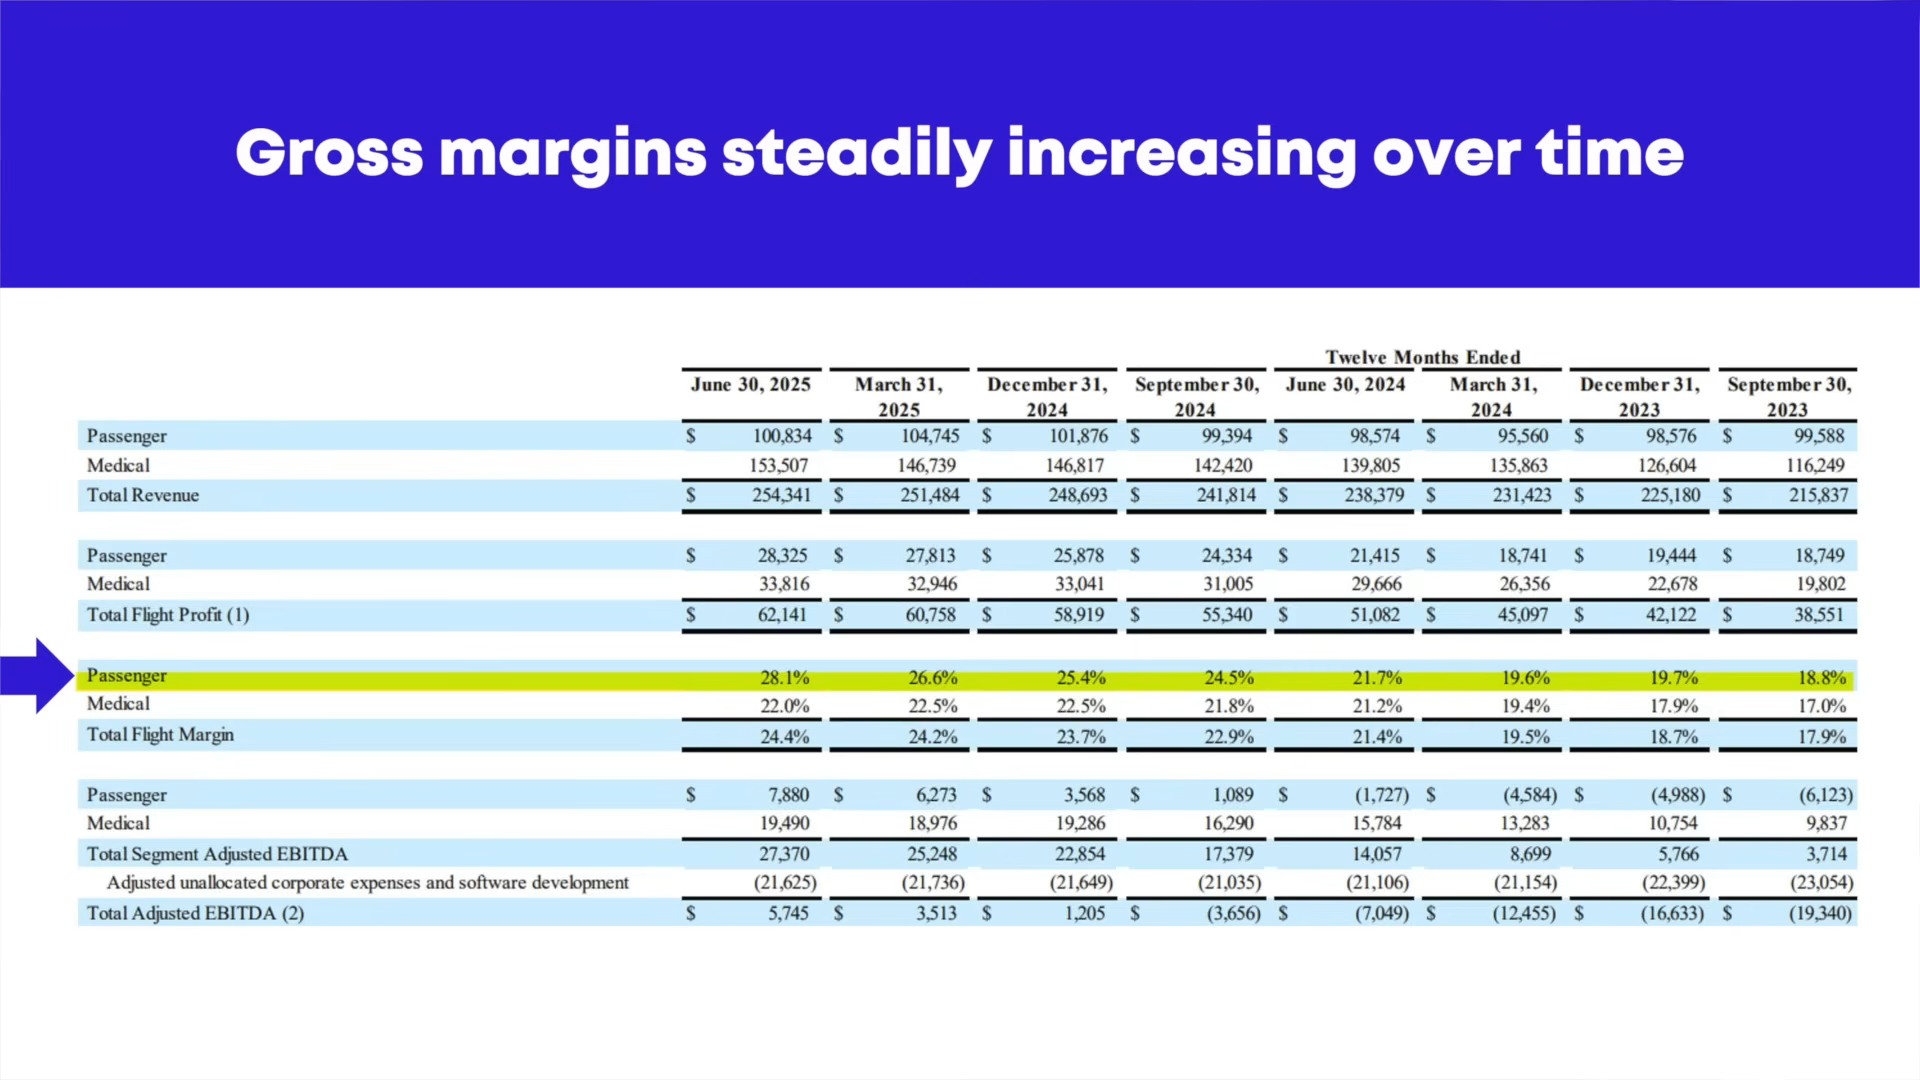 Gross margins steadily increasing over time
Twelve Months Ended
June 30, 2025 March 31, 2025 December 31, 2024 September 30, 2024 June 30, 2024 March 31, 2024 December 31, 2023 September 30, 2023
Passenger $ 100,834 $ 104,745 $ 101,876 $ 99,394 $ 98,574 $ 95,560 $ 98,576 $ 99,588
Medical 153,507 146,739 146,817 142,420 139,805 135,863 126,604 116,249
Total Revenue $ 254,341 $ 251,484 $ 248,693 $ 241,814 $ 238,379 $ 231,423 $ 225,180 $ 215,837
Passenger $ 28,325 $ 27,813 $ 25,878 $ 24,334 $ 21,415 $ 18,741 $ 19,444 $ 18,749
Medical 33,816 32,946 33,041 31,005 29,666 26,356 22,678 19,802
Total Flight Profit (1) $ 62,141 $ 60,758 $ 58,919 $ 55,340 $ 51,082 $ 45,097 $ 42,122 $ 38,551
Passenger 28.1% 26.6% 25.4% 24.5% 21.7% 19.6% 19.7% 18.8%
Medical 22.0% 22.5% 22.5% 21.8% 21.2% 19.4% 17.9% 17.0%
Total Flight Margin 24.4% 24.2% 23.7% 22.9% 21.4% 19.5% 18.7% 17.9%
Passenger $ 7,880 $ 6,273 $ 3,568 $ 1,089 $ (1,727) $ (4,584) $ (4,988) $ (6,123)
Medical 19,490 18,976 19,286 16,290 15,784 13,283 10,754 9,837
Total Segment Adjusted EBITDA 27,370 25,248 22,854 17,379 14,057 8,699 5,766 3,714
Adjusted unallocated corporate expenses and software development (21,625) (21,736) (21,649) (21,035) (21,106) (21,154) (22,399) (23,054)
Total Adjusted EBITDA (2) $ 5,745 $ 3,513 $ 1,205 $ (3,656) $ (7,049) $ (12,455) $ (16,633) $ (19,340)